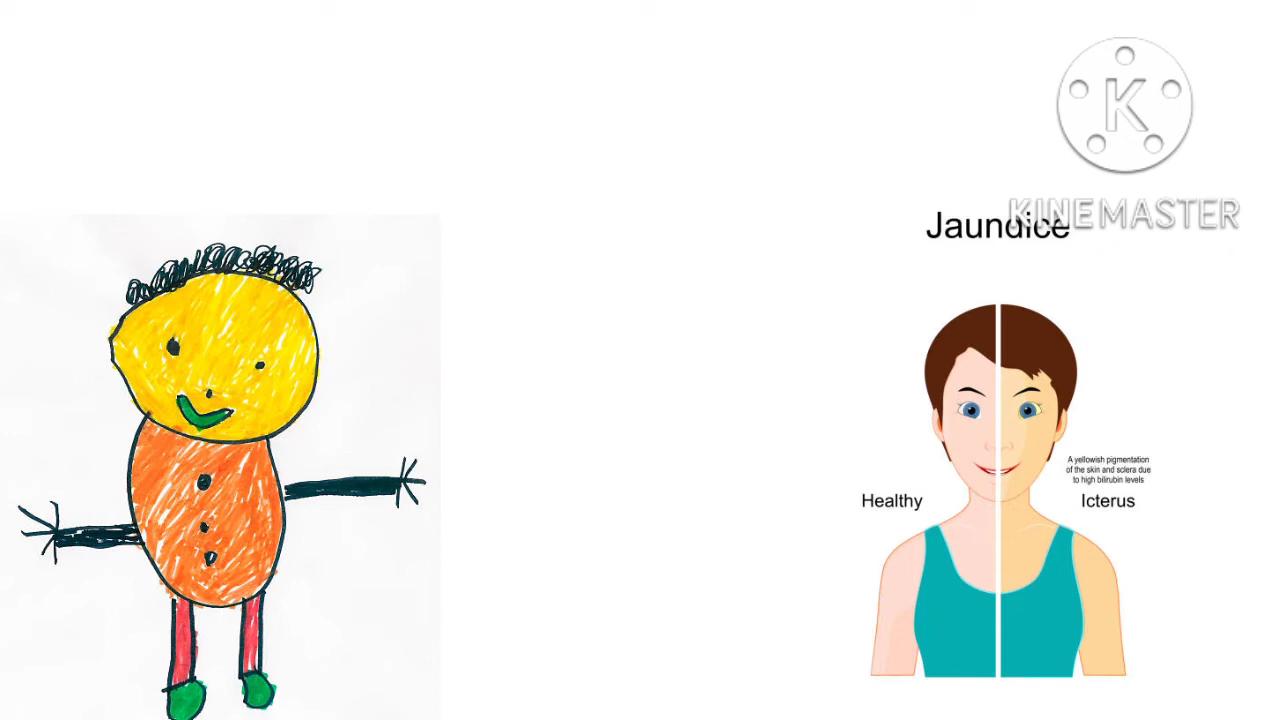 K
KINEMASTER
Jaundice
A yellowish pigmentation
of the skin and sclera due
to high bilirubin levels
Healthy
Icterus